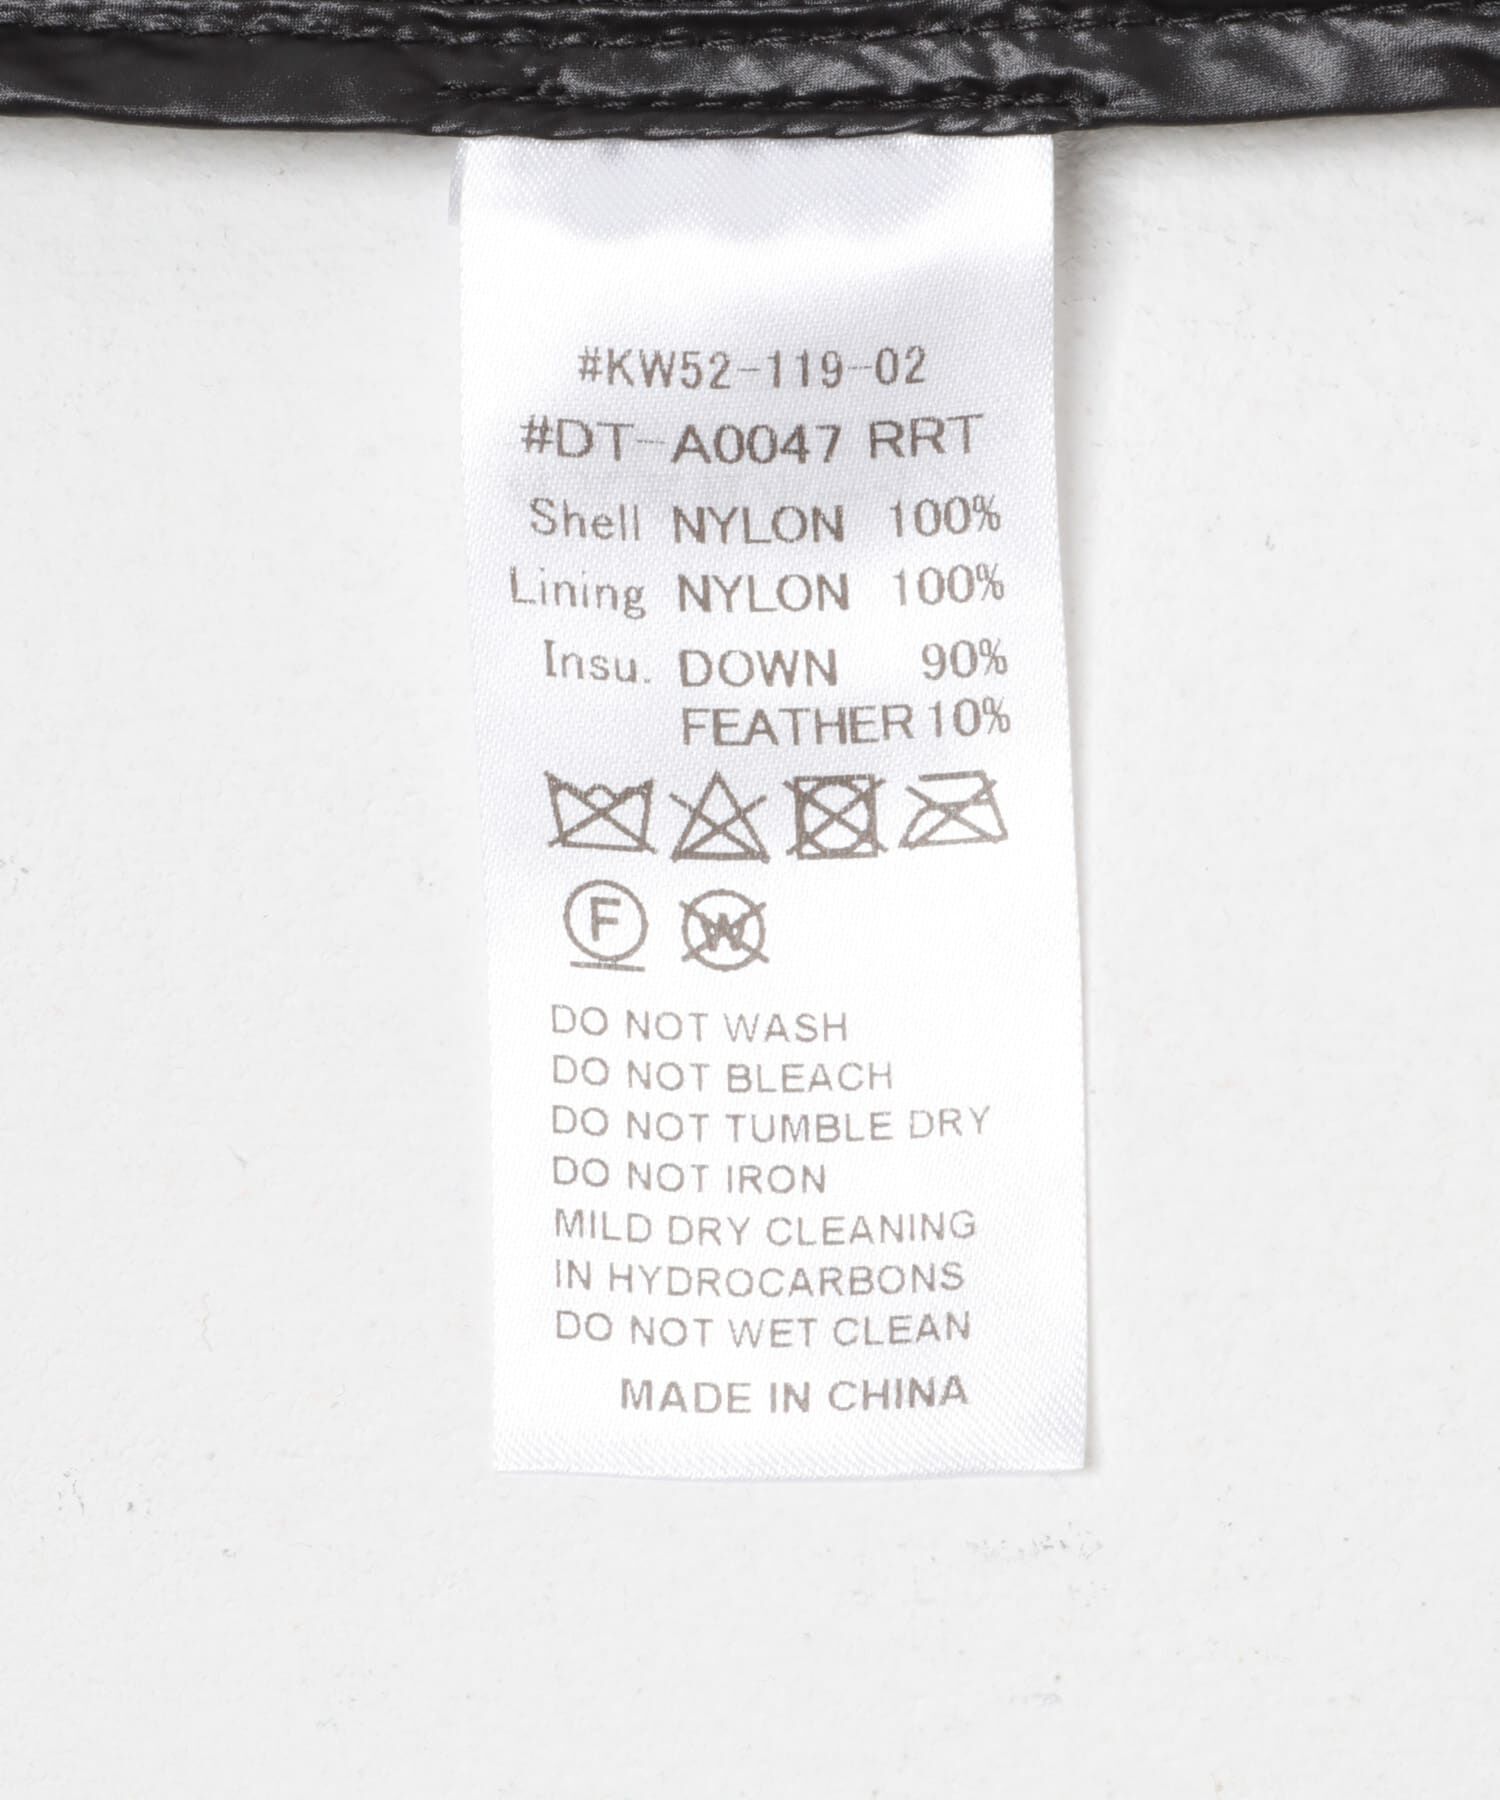 #KW52-119-02
#DT-A0047 RRT
Shell NYLON 100%
Lining NYLON 100%
Insu. DOWN 90%
FEATHER 10%
F W
DO NOT WASH
DO NOT BLEACH
DO NOT TUMBLE DRY
DO NOT IRON
MILD DRY CLEANING
IN HYDROCARBONS
DO NOT WET CLEAN
MADE IN CHINA